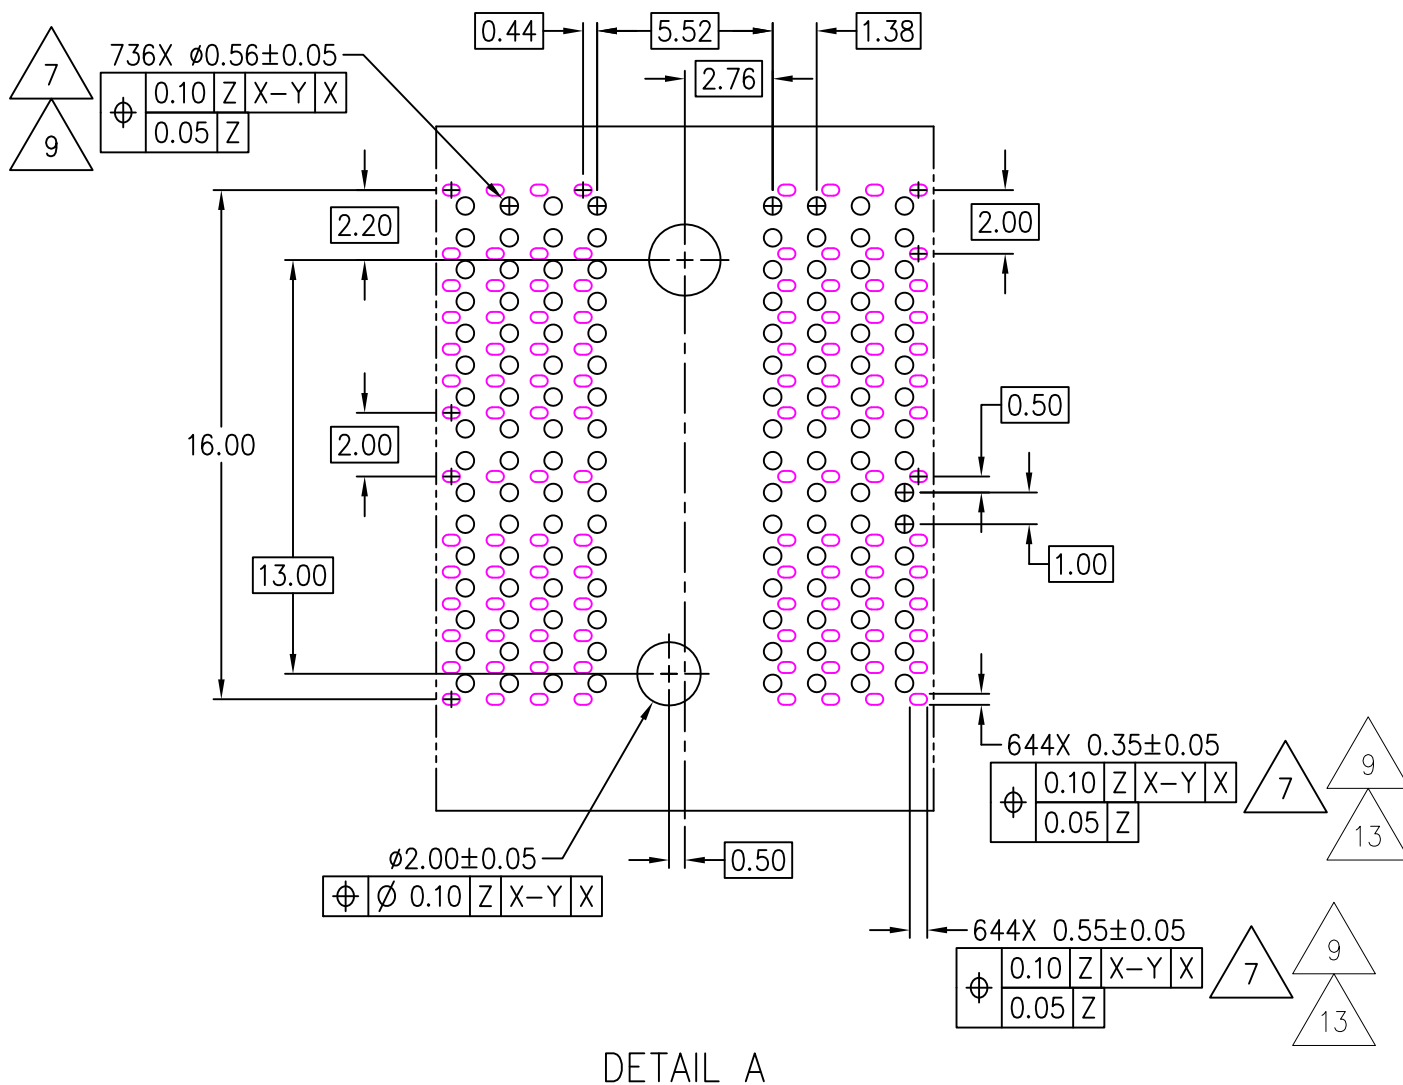 0.44
5.52
1.38
2.76
7
9
736X ⌀0.56±0.05
⌖ 0.10 Z X-Y X
0.05 Z
2.20
2.00
16.00
2.00
13.00
0.50
1.00
644X 0.35±0.05
⌖ 0.10 Z X-Y X
0.05 Z
7
9
13
⌀2.00±0.05
⌖ ⌀ 0.10 Z X-Y X
0.50
644X 0.55±0.05
⌖ 0.10 Z X-Y X
0.05 Z
7
9
13
DETAIL A